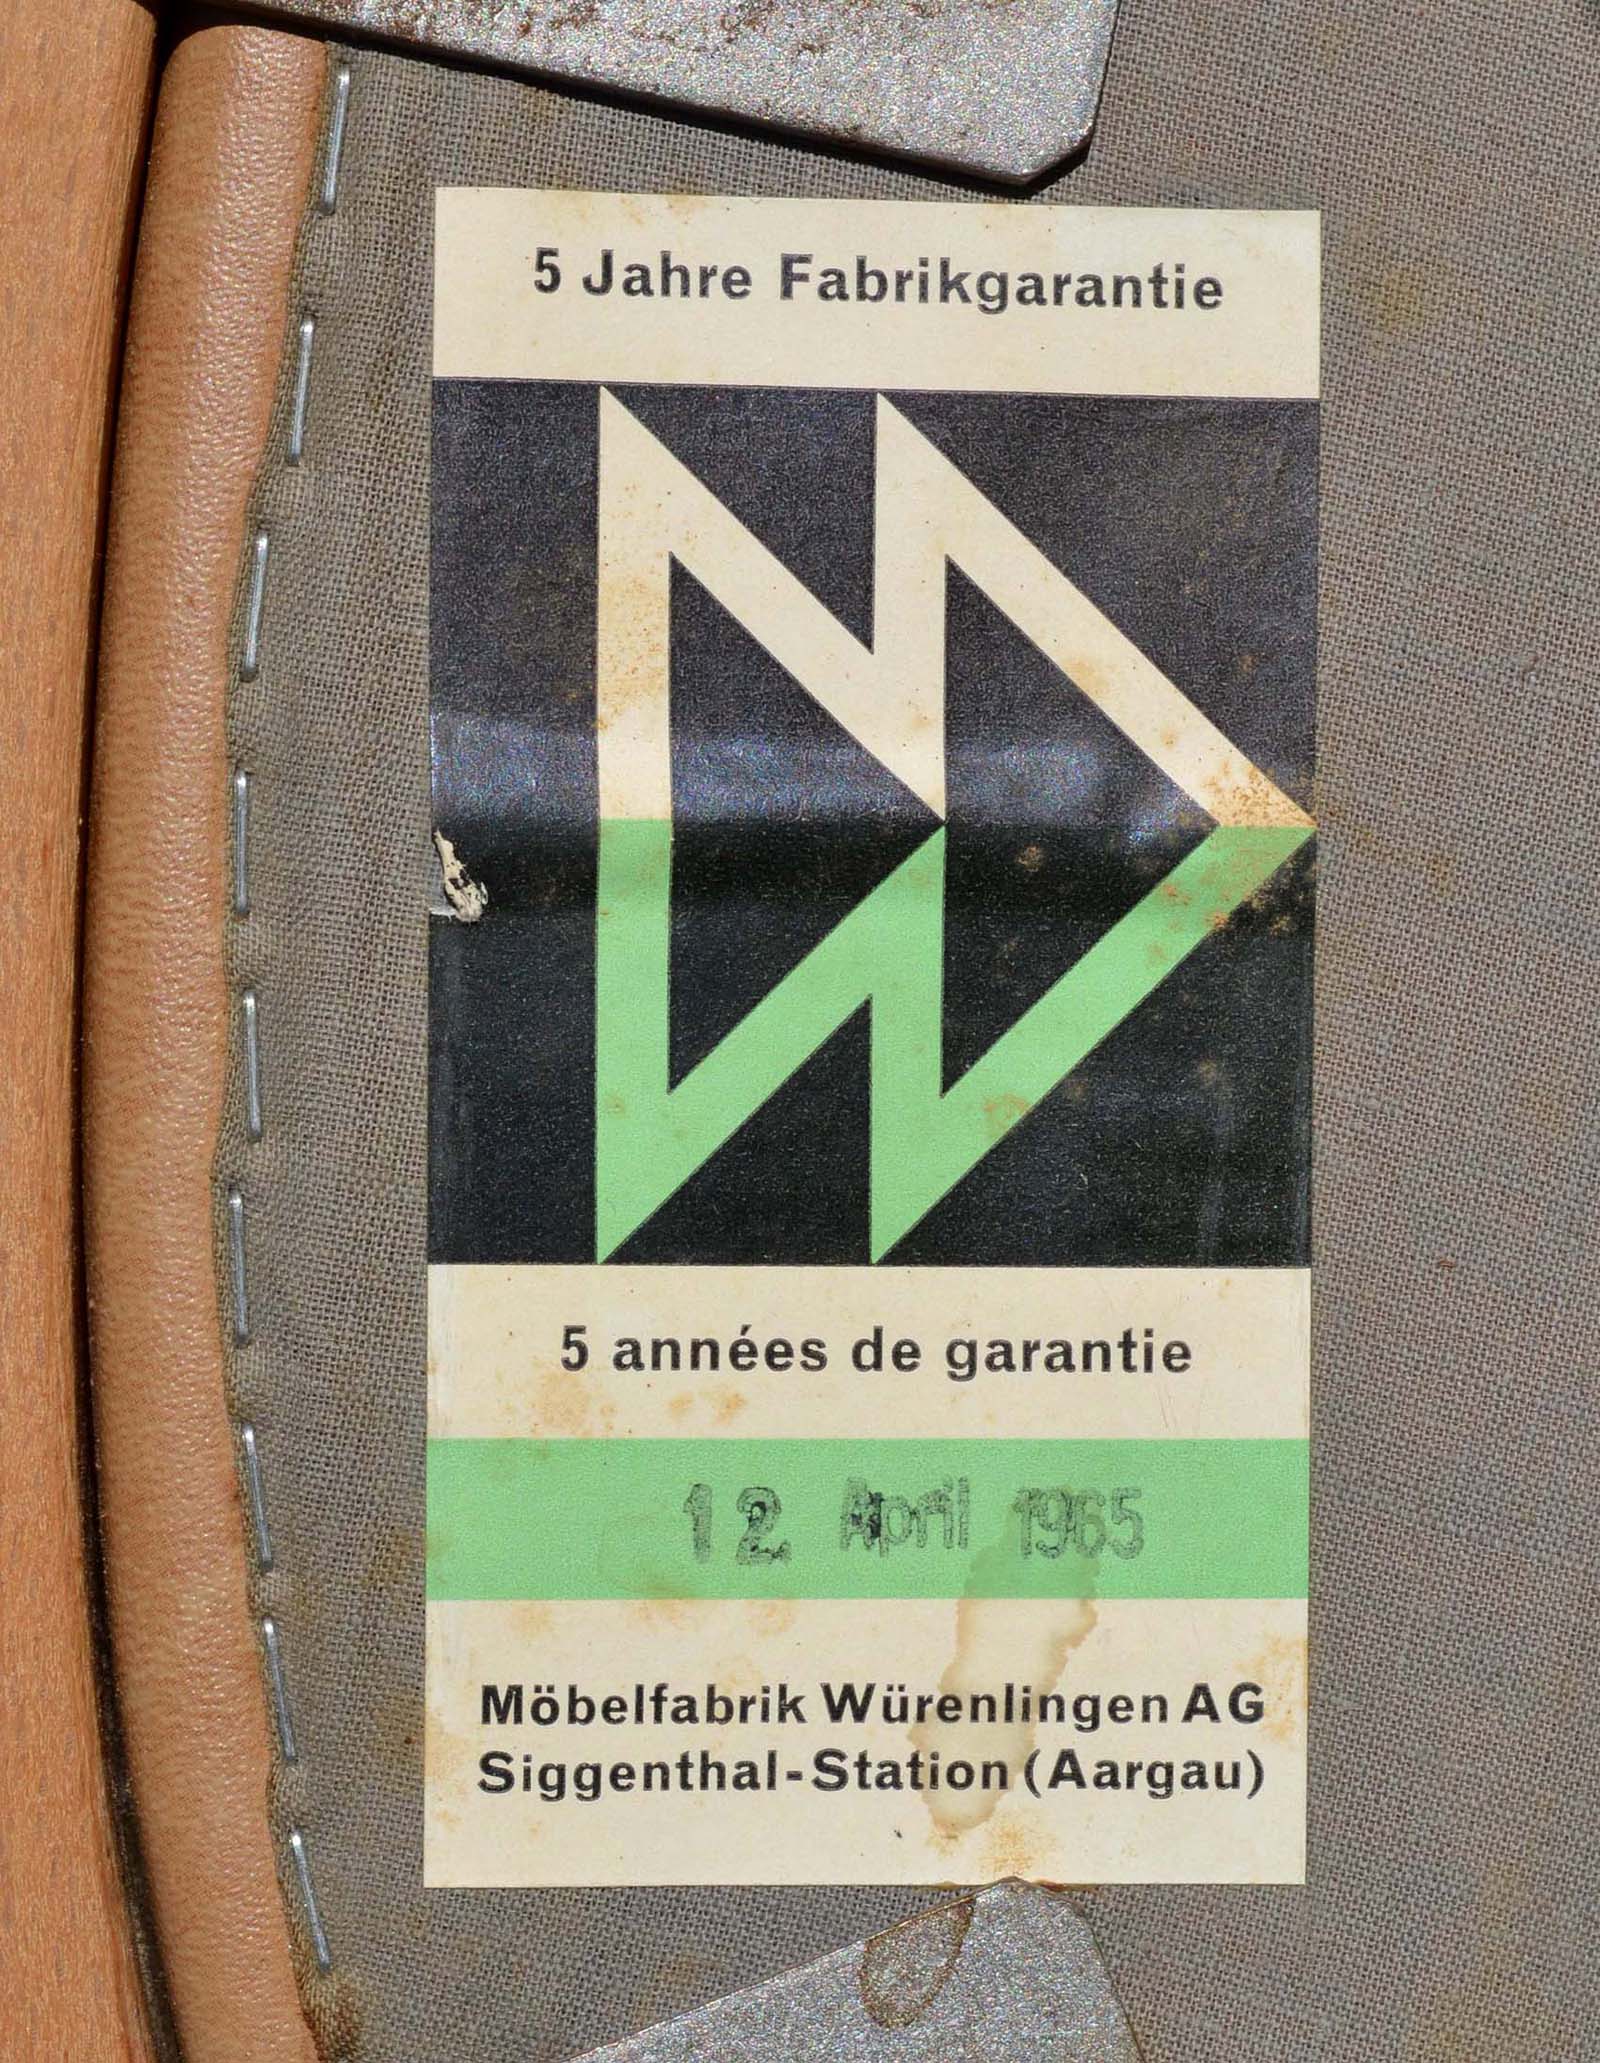 5 Jahre Fabrikgarantie
5 années de garantie
12. April 1965
Möbelfabrik Würenlingen AG
Siggenthal-Station (Aargau)